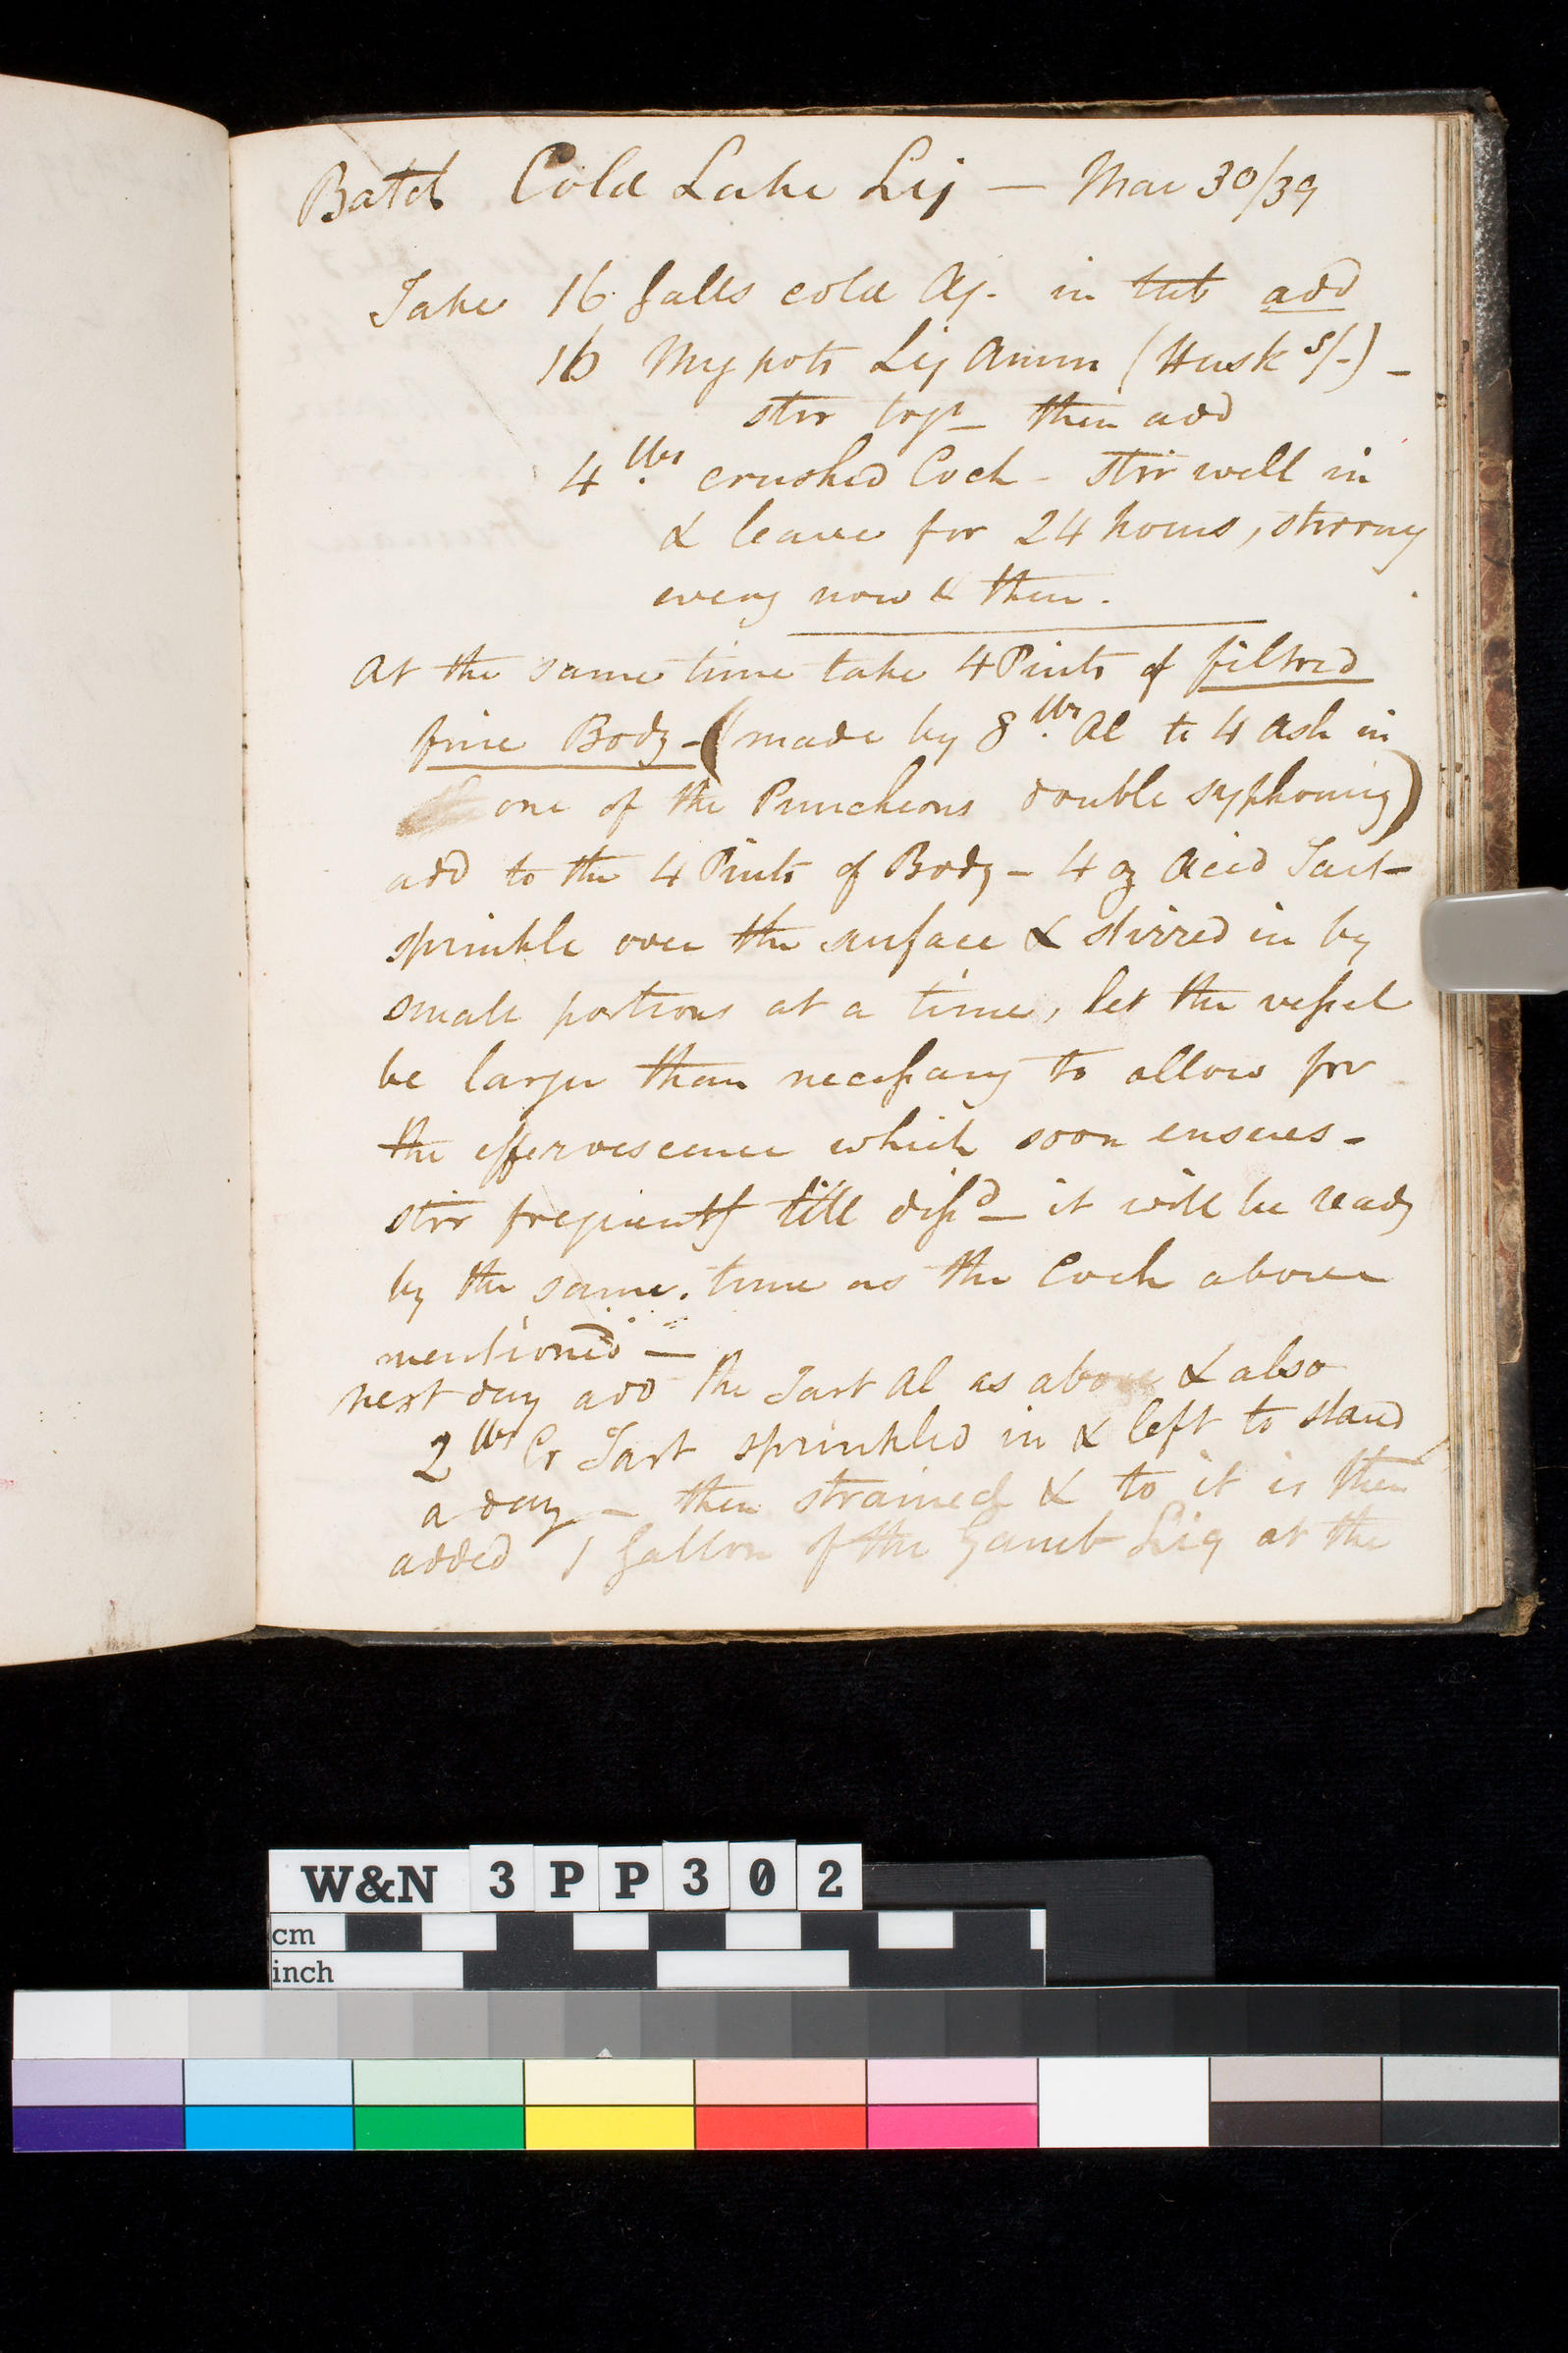 Batch Cold Lake Liq — Mar 30/39
Take 16 Galls cold Aq. in tub add
16 Mg pots Liq Amm (Husk s/-) -
stir togr - then add
4 lbs crushed Coch - stir well in
& leave for 24 hours, stirring
every now & then.
At the same time take 4 Pints of filtred
fine Body - (made by 8 lbs. Al to 4 Ash in
one of the Puncheons double syphoning)
add to the 4 Pints of Body - 4 oz Acid Tart -
sprinkle over the surface & stirred in by
small portions at a time, let the vessel
be larger than necessary to allow for
the effervescence which soon ensues -
stir frequently till dissd - it will be ready
by the same time as the Coch above
mentioned —
next day add the Tart Al as above & also
2 lbs Cr Tart sprinkled in & left to stand
a day - then strained & to it is then
added 1 Gallon of the Gamb Liq at the
W&N 3PP302
cm
inch